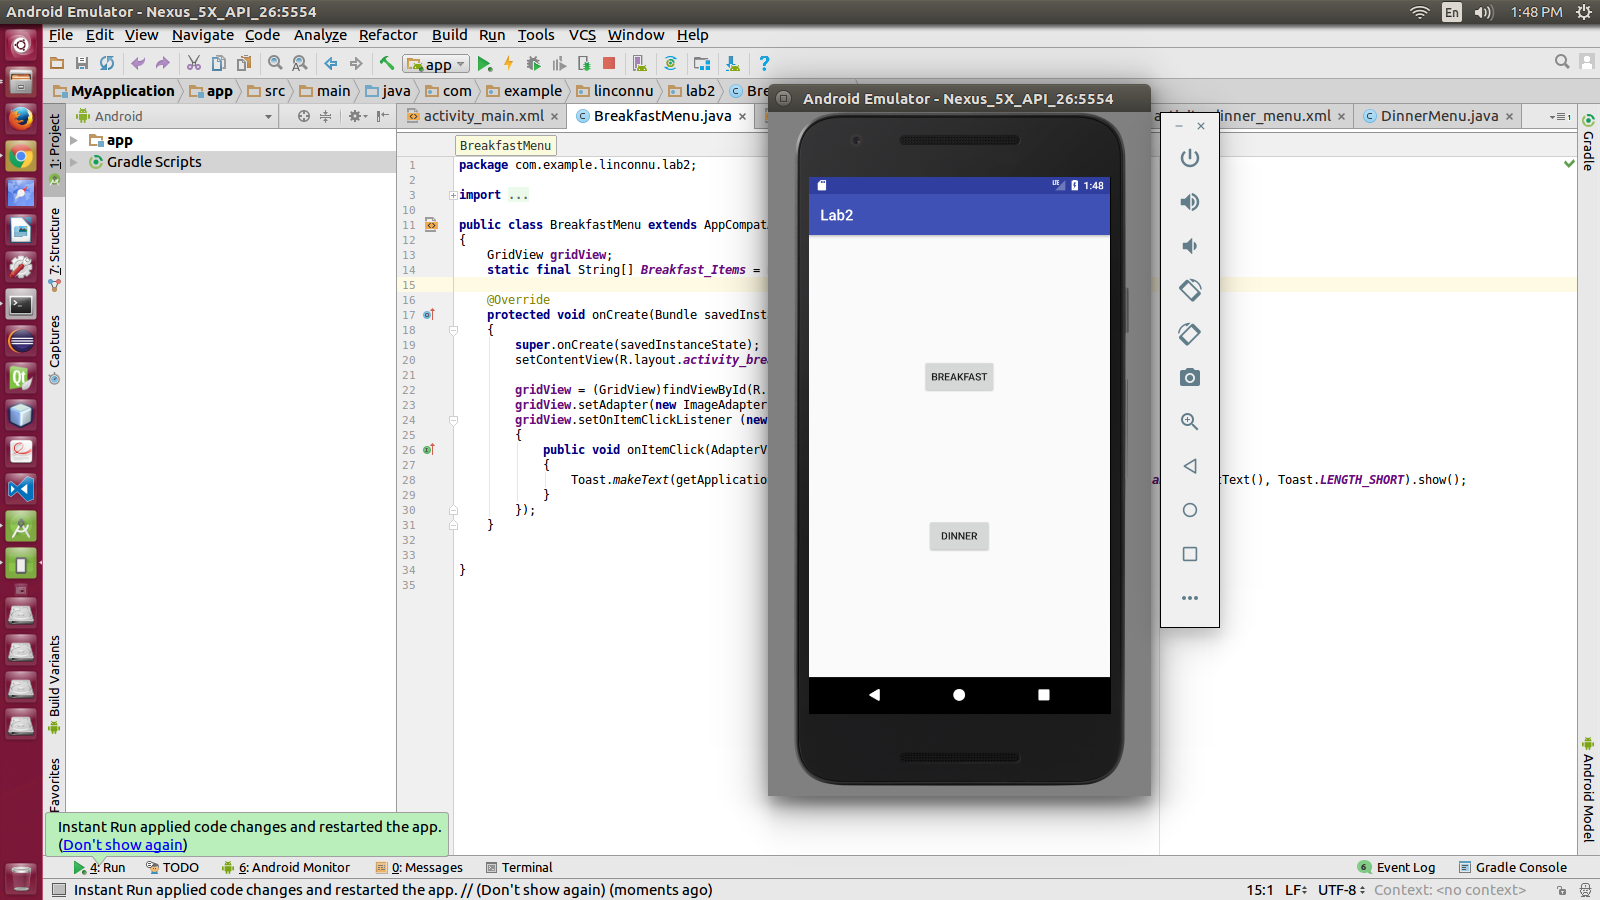 Android Emulator - Nexus_5X_API_26:5554
En
1:48 PM
File Edit View Navigate Code Analyze Refactor Build Run Tools VCS Window Help
app
MyApplication app src main java com example linconnu lab2
Android
activity_main.xml
BreakfastMenu.java
inner_menu.xml
DinnerMenu.java
1: Project
7: Structure
Captures
Build Variants
Favorites
app
Gradle Scripts
BreakfastMenu
1 package com.example.linconnu.lab2;
2
3 import ...
10
11 public class BreakfastMenu extends AppCompat
12 {
13 GridView gridView;
14 static final String[] Breakfast_Items =
15
16 @Override
17 protected void onCreate(Bundle savedInst
18 {
19 super.onCreate(savedInstanceState);
20 setContentView(R.layout.activity_bre
21
22 gridView = (GridView)findViewById(R.
23 gridView.setAdapter(new ImageAdapter
24 gridView.setOnItemClickListener (new
25 {
26 public void onItemClick(AdapterV
27 {
28 Toast.makeText(getApplication Text(), Toast.LENGTH_SHORT).show();
29 }
30 });
31 }
32
33
34 }
35
Android Emulator - Nexus_5X_API_26:5554
LTE 1:48
Lab2
BREAKFAST
DINNER
Gradle
Android Model
Instant Run applied code changes and restarted the app.
(Don't show again)
4: Run TODO 6: Android Monitor 0: Messages Terminal
6 Event Log Gradle Console
Instant Run applied code changes and restarted the app. // (Don't show again) (moments ago)
15:1 LF UTF-8 Context: <no context>